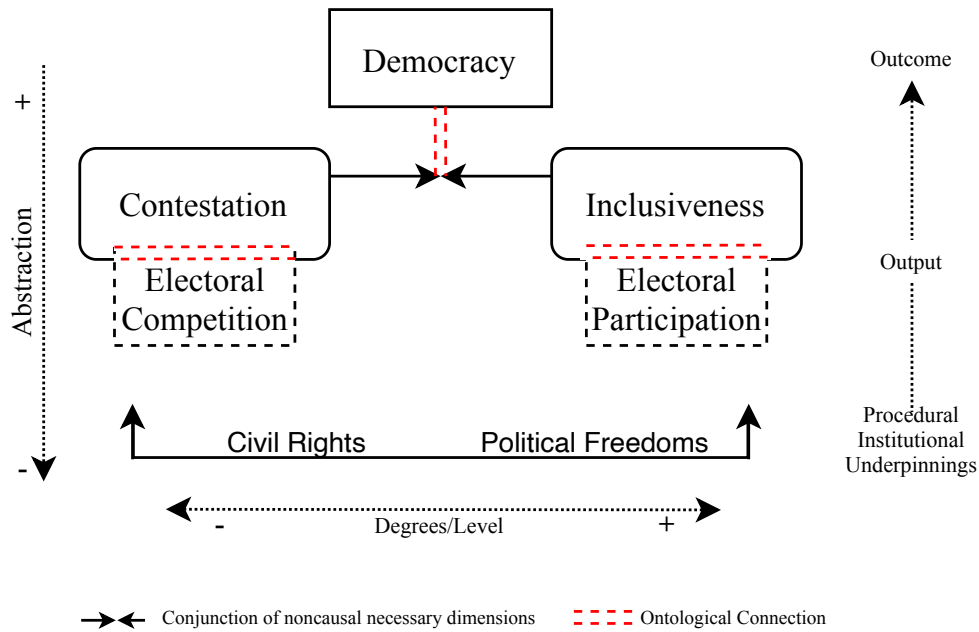 Democracy
Outcome
+
Contestation
Inclusiveness
Abstraction
Electoral
Competition
Electoral
Participation
Output
Civil Rights
Political Freedoms
Procedural
Institutional
Underpinnings
-
-
Degrees/Level
+
Conjunction of noncausal necessary dimensions
Ontological Connection